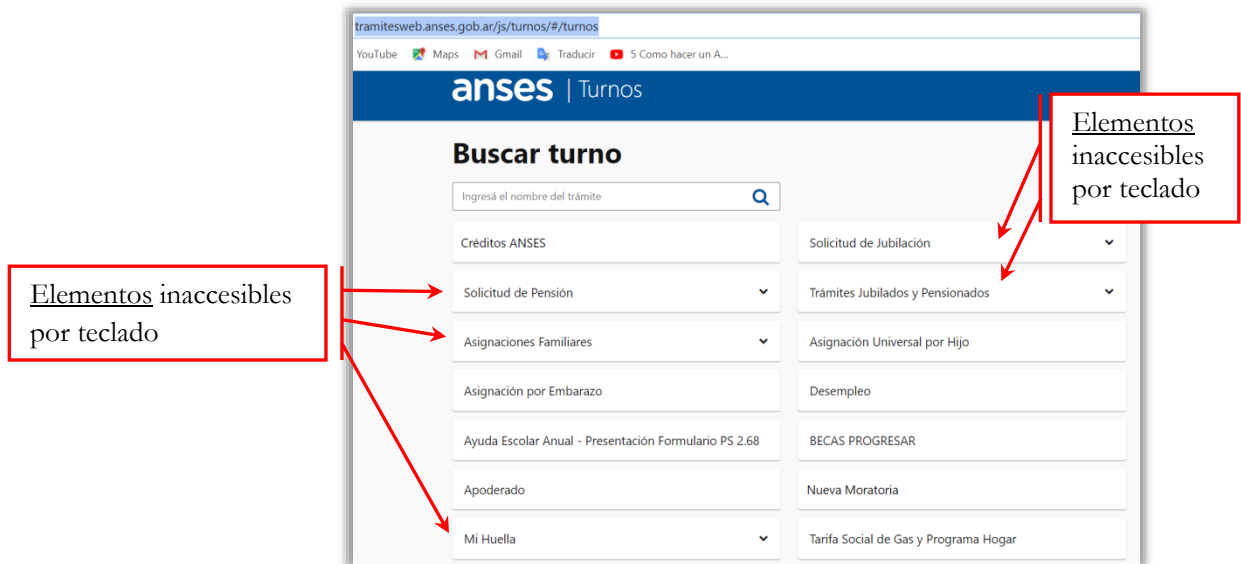 tramitesweb.anses.gob.ar/js/turnos/#/turnos
YouTube Maps Gmail Traducir 5 Como hacer un A...
anses | Turnos
Elementos
inaccesibles
por teclado
Buscar turno
Ingresá el nombre del trámite
Créditos ANSES
Solicitud de Jubilación
Elementos inaccesibles
por teclado
Solicitud de Pensión
Trámites Jubilados y Pensionados
Asignaciones Familiares
Asignación Universal por Hijo
Asignación por Embarazo
Desempleo
Ayuda Escolar Anual - Presentación Formulario PS 2.68
BECAS PROGRESAR
Apoderado
Nueva Moratoria
Mi Huella
Tarifa Social de Gas y Programa Hogar